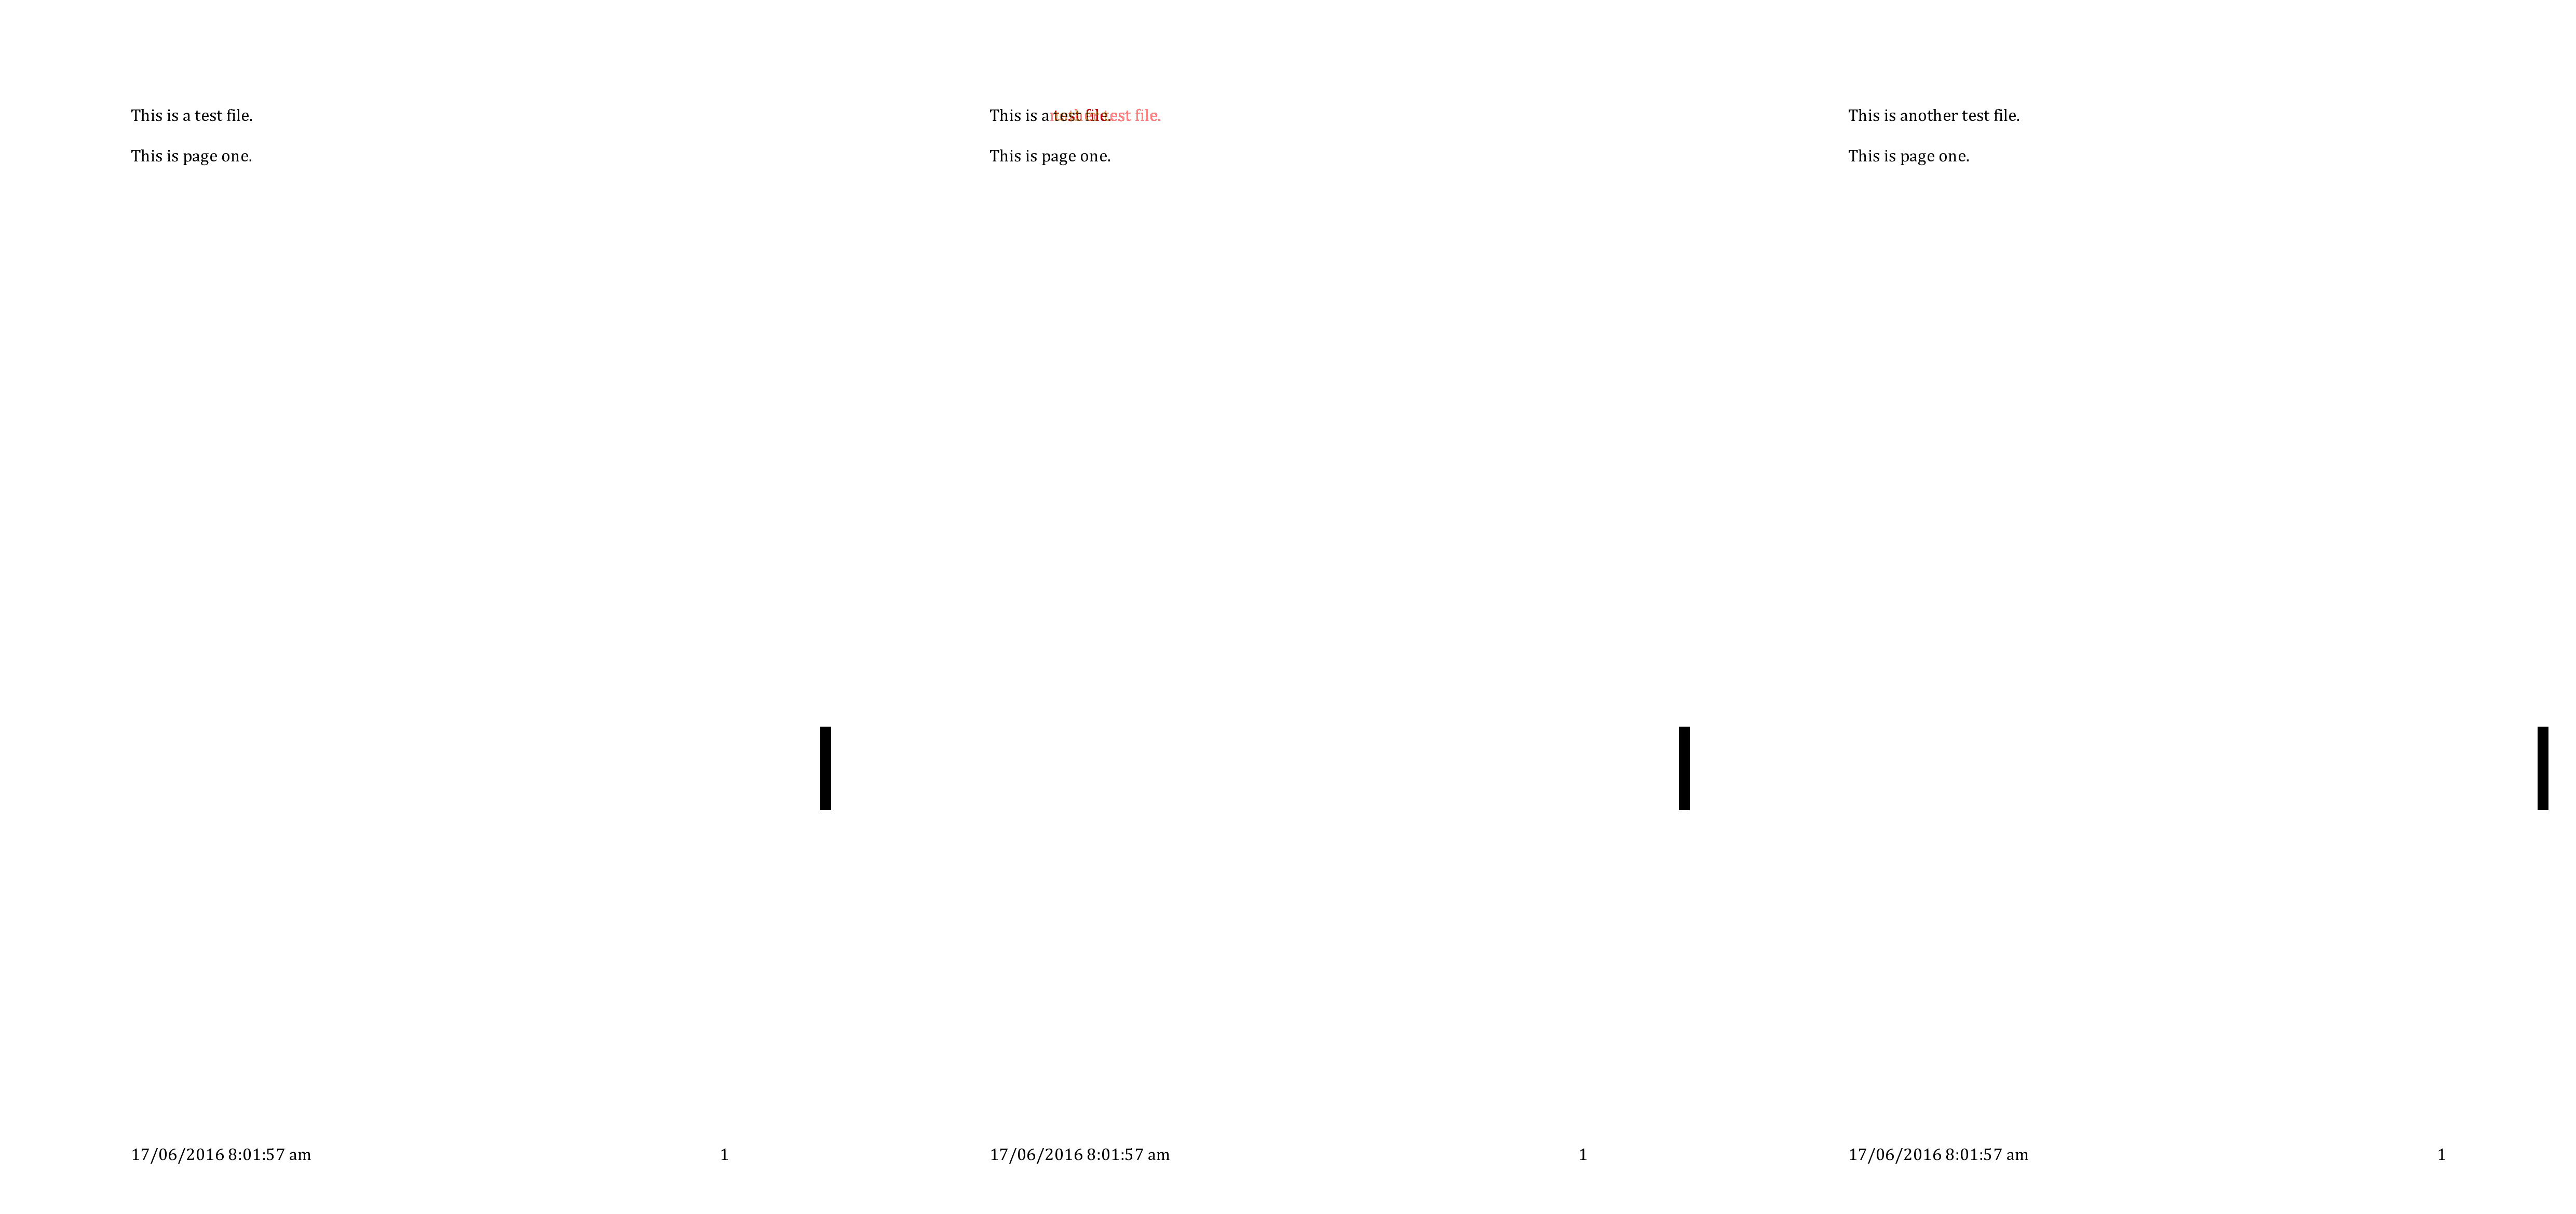 This is a test file.
This is page one.
17/06/2016 8:01:57 am
1
This is a test file.
This is page one.
17/06/2016 8:01:57 am
1
This is another test file.
This is page one.
17/06/2016 8:01:57 am
1